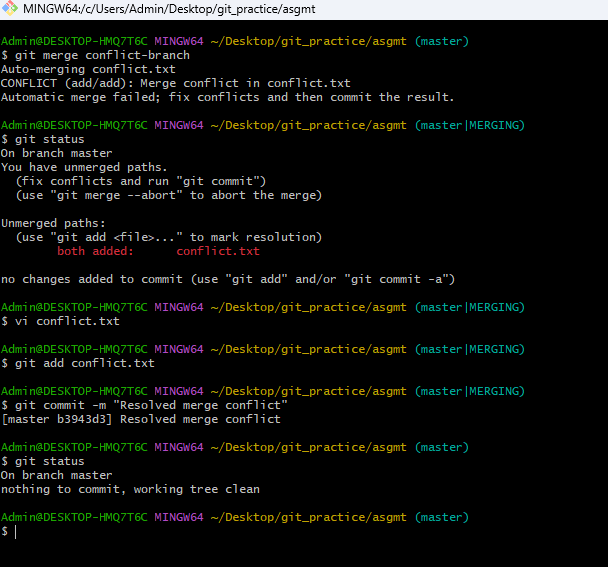 MINGW64:/c/Users/Admin/Desktop/git_practice/asgmt
Admin@DESKTOP-HMQ7T6C MINGW64 ~/Desktop/git_practice/asgmt (master)
$ git merge conflict-branch
Auto-merging conflict.txt
CONFLICT (add/add): Merge conflict in conflict.txt
Automatic merge failed; fix conflicts and then commit the result.
Admin@DESKTOP-HMQ7T6C MINGW64 ~/Desktop/git_practice/asgmt (master|MERGING)
$ git status
On branch master
You have unmerged paths.
  (fix conflicts and run "git commit")
  (use "git merge --abort" to abort the merge)
Unmerged paths:
  (use "git add <file>..." to mark resolution)
        both added:      conflict.txt
no changes added to commit (use "git add" and/or "git commit -a")
Admin@DESKTOP-HMQ7T6C MINGW64 ~/Desktop/git_practice/asgmt (master|MERGING)
$ vi conflict.txt
Admin@DESKTOP-HMQ7T6C MINGW64 ~/Desktop/git_practice/asgmt (master|MERGING)
$ git add conflict.txt
Admin@DESKTOP-HMQ7T6C MINGW64 ~/Desktop/git_practice/asgmt (master|MERGING)
$ git commit -m "Resolved merge conflict"
[master b3943d3] Resolved merge conflict
Admin@DESKTOP-HMQ7T6C MINGW64 ~/Desktop/git_practice/asgmt (master)
$ git status
On branch master
nothing to commit, working tree clean
Admin@DESKTOP-HMQ7T6C MINGW64 ~/Desktop/git_practice/asgmt (master)
$